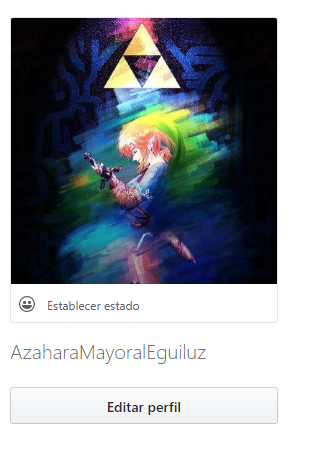 Establecer estado
AzaharaMayoralEguiluz
Editar perfil